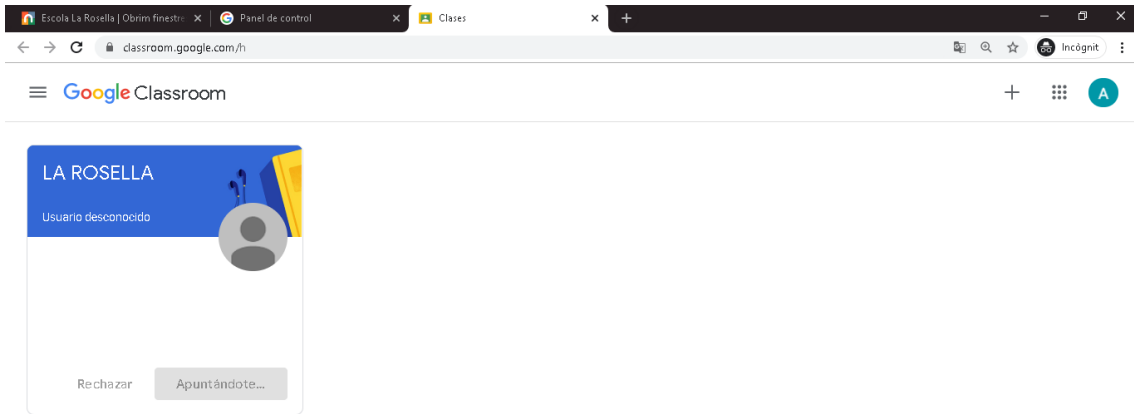 Escola La Rosella | Obrim finestre
Panel de control
Clases
classroom.google.com/h
Incògnit
Google Classroom
A
LA ROSELLA
Usuario desconocido
Rechazar
Apuntándote...